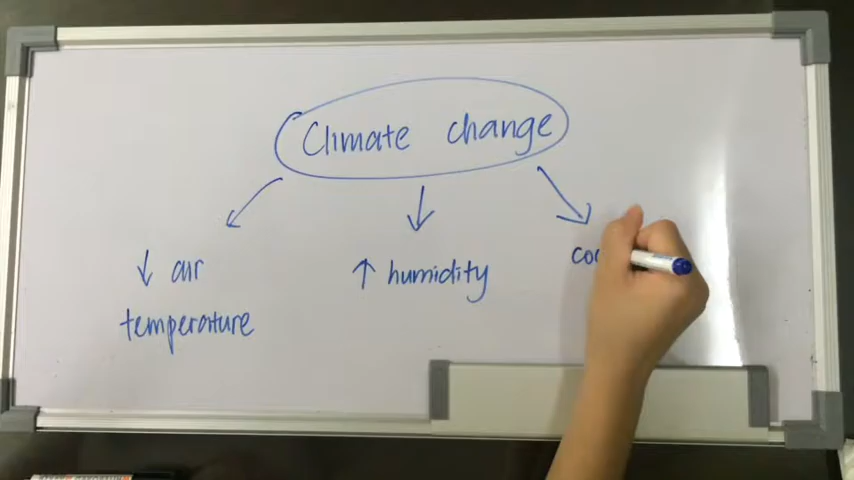 Climate change
↓ air
temperature
↑ humidity